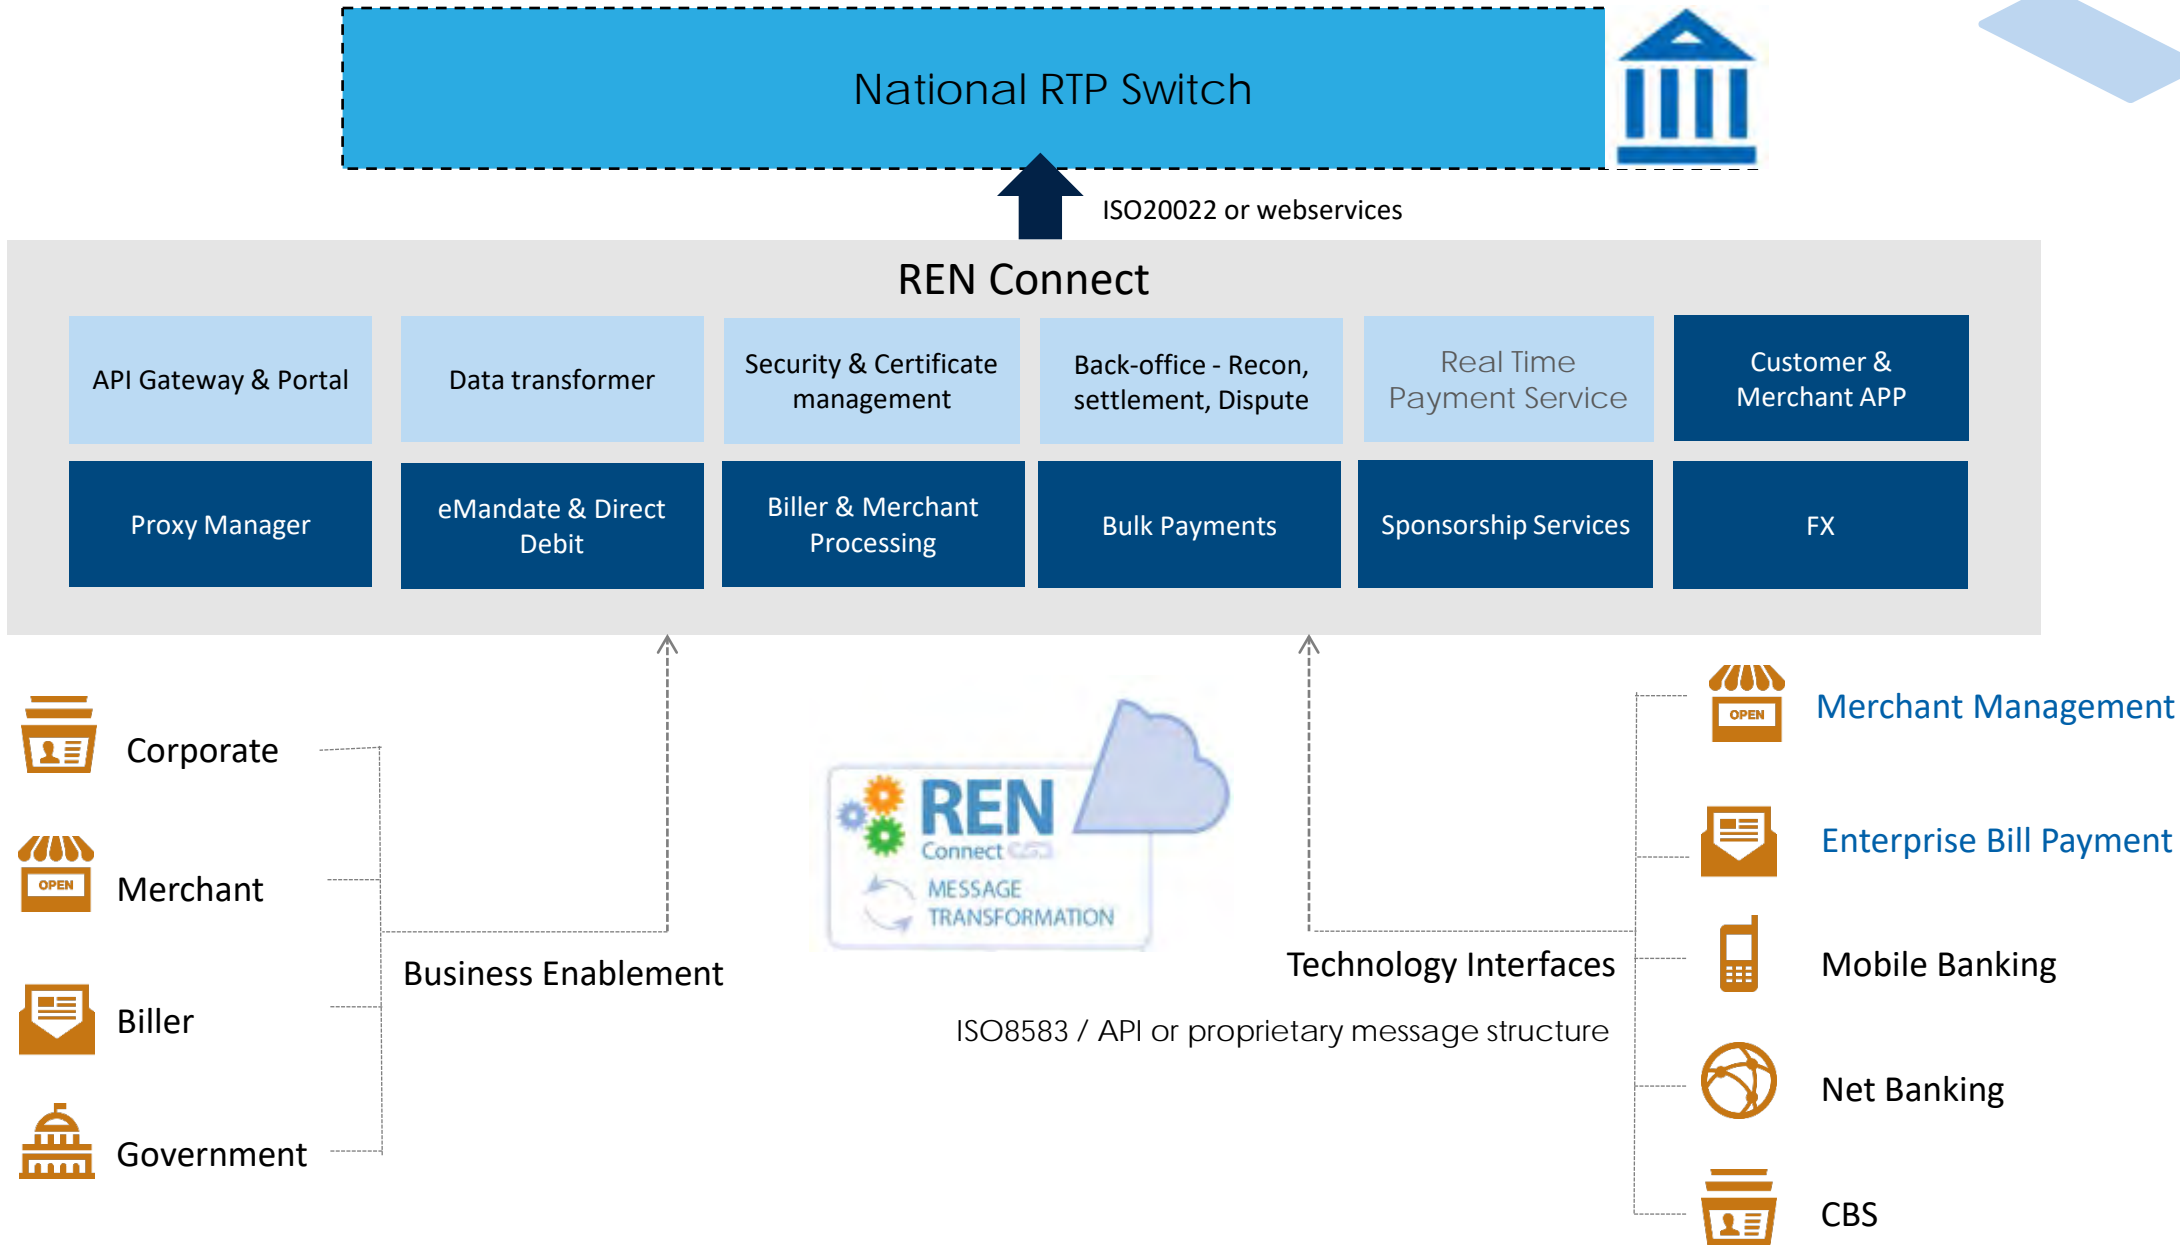 National RTP Switch
ISO20022 or webservices
REN Connect
API Gateway & Portal
Data transformer
Security & Certificate
management
Back-office - Recon,
settlement, Dispute
Real Time
Payment Service
Customer &
Merchant APP
Proxy Manager
eMandate & Direct
Debit
Biller & Merchant
Processing
Bulk Payments
Sponsorship Services
FX
Corporate
OPEN
Merchant
Biller
Government
Business Enablement
REN
Connect
MESSAGE
TRANSFORMATION
Technology Interfaces
ISO8583 / API or proprietary message structure
OPEN
Merchant Management
Enterprise Bill Payment
Mobile Banking
Net Banking
CBS